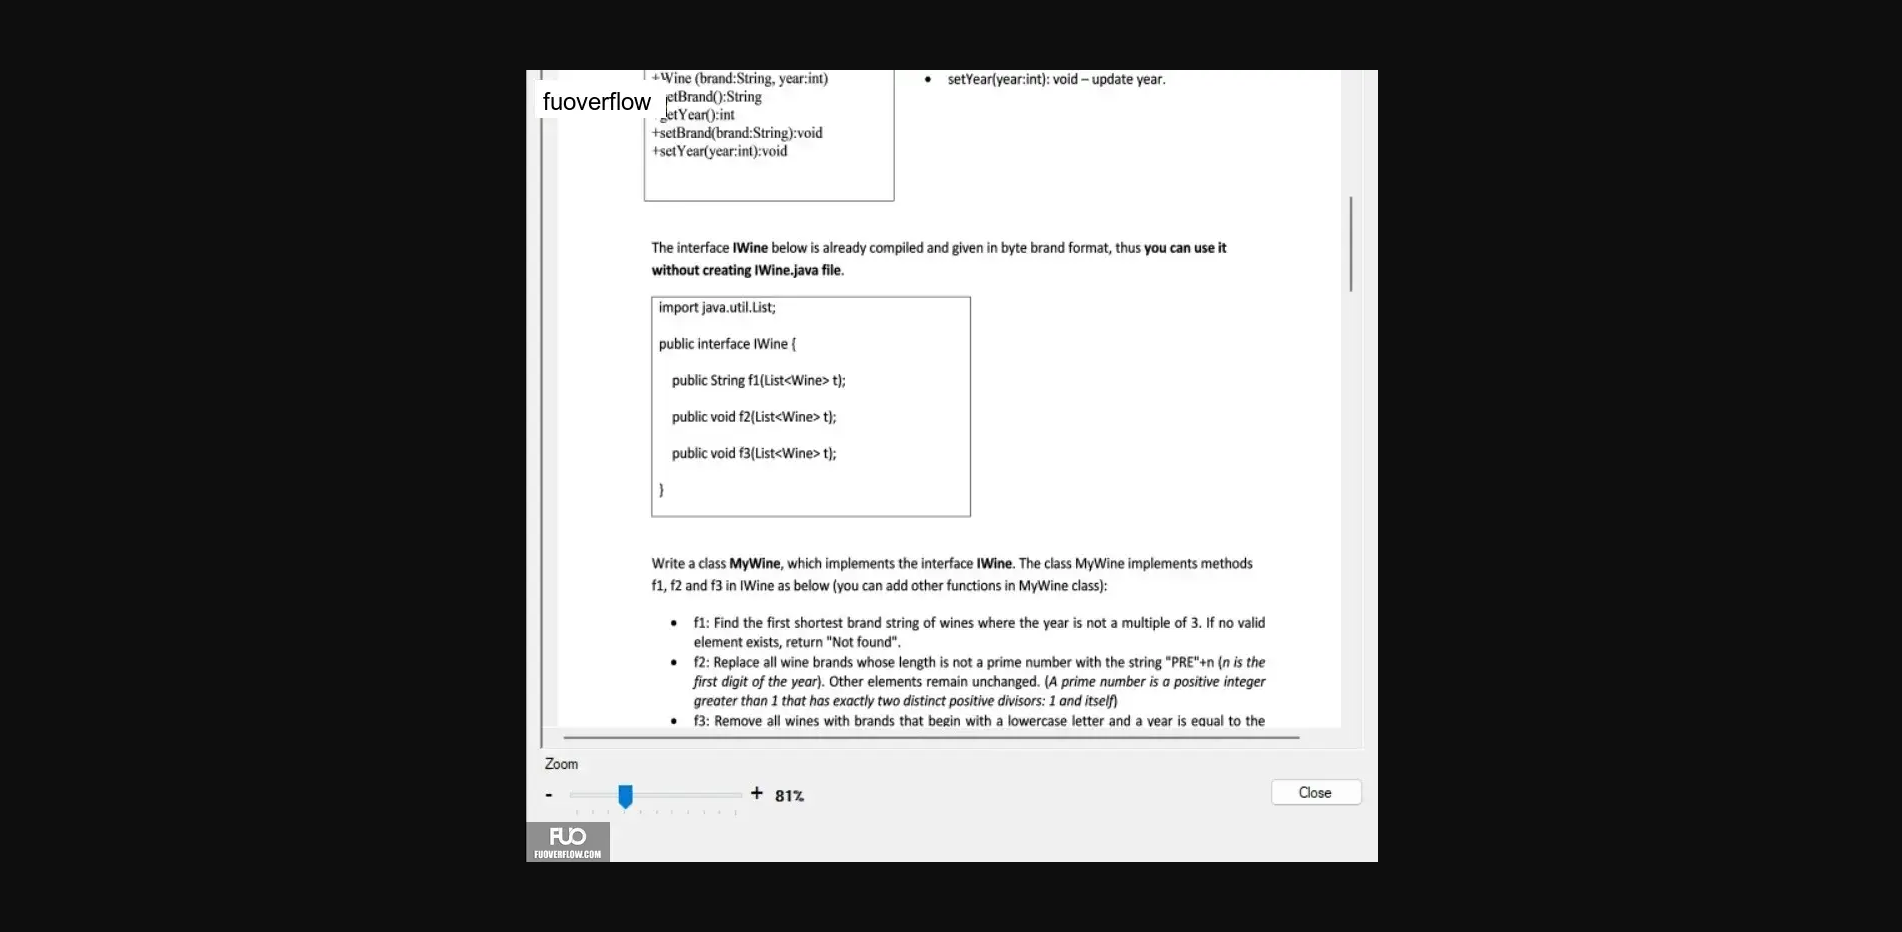 +Wine (brand:String, year:int)
etBrand():String
getYear():int
+setBrand(brand:String):void
+setYear(year:int):void
• setYear(year:int): void – update year.
fuoverflow
The interface IWine below is already compiled and given in byte brand format, thus you can use it
without creating IWine.java file.
import java.util.List;
public interface IWine {
public String f1(List<Wine> t);
public void f2(List<Wine> t);
public void f3(List<Wine> t);
}
Write a class MyWine, which implements the interface IWine. The class MyWine implements methods
f1, f2 and f3 in IWine as below (you can add other functions in MyWine class):
• f1: Find the first shortest brand string of wines where the year is not a multiple of 3. If no valid
element exists, return "Not found".
• f2: Replace all wine brands whose length is not a prime number with the string "PRE"+n (n is the
first digit of the year). Other elements remain unchanged. (A prime number is a positive integer
greater than 1 that has exactly two distinct positive divisors: 1 and itself)
• f3: Remove all wines with brands that begin with a lowercase letter and a year is equal to the
Zoom
- + 81%
Close
FUO
FUOVERFLOW.COM